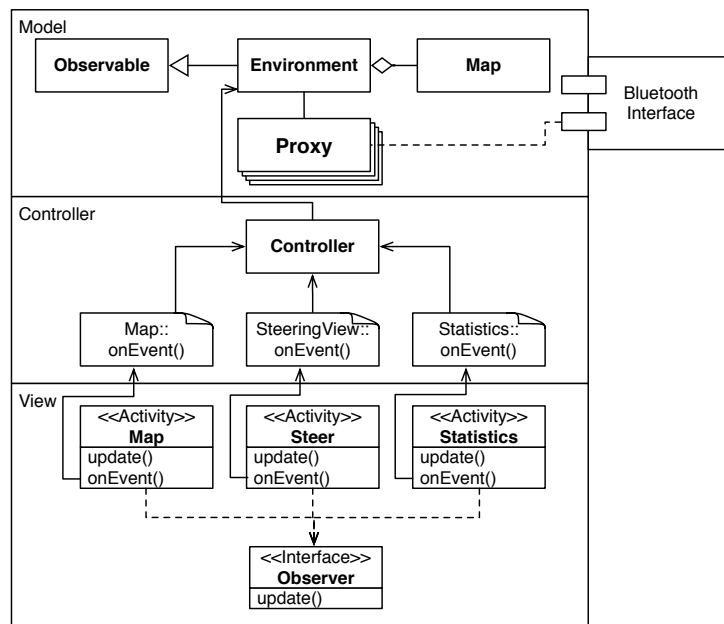 Model
Observable
Environment
Map
Bluetooth
Interface
Proxy
Controller
Controller
Map::
onEvent()
SteeringView::
onEvent()
Statistics::
onEvent()
View
<<Activity>>
Map
update()
onEvent()
<<Activity>>
Steer
update()
onEvent()
<<Activity>>
Statistics
update()
onEvent()
<<Interface>>
Observer
update()